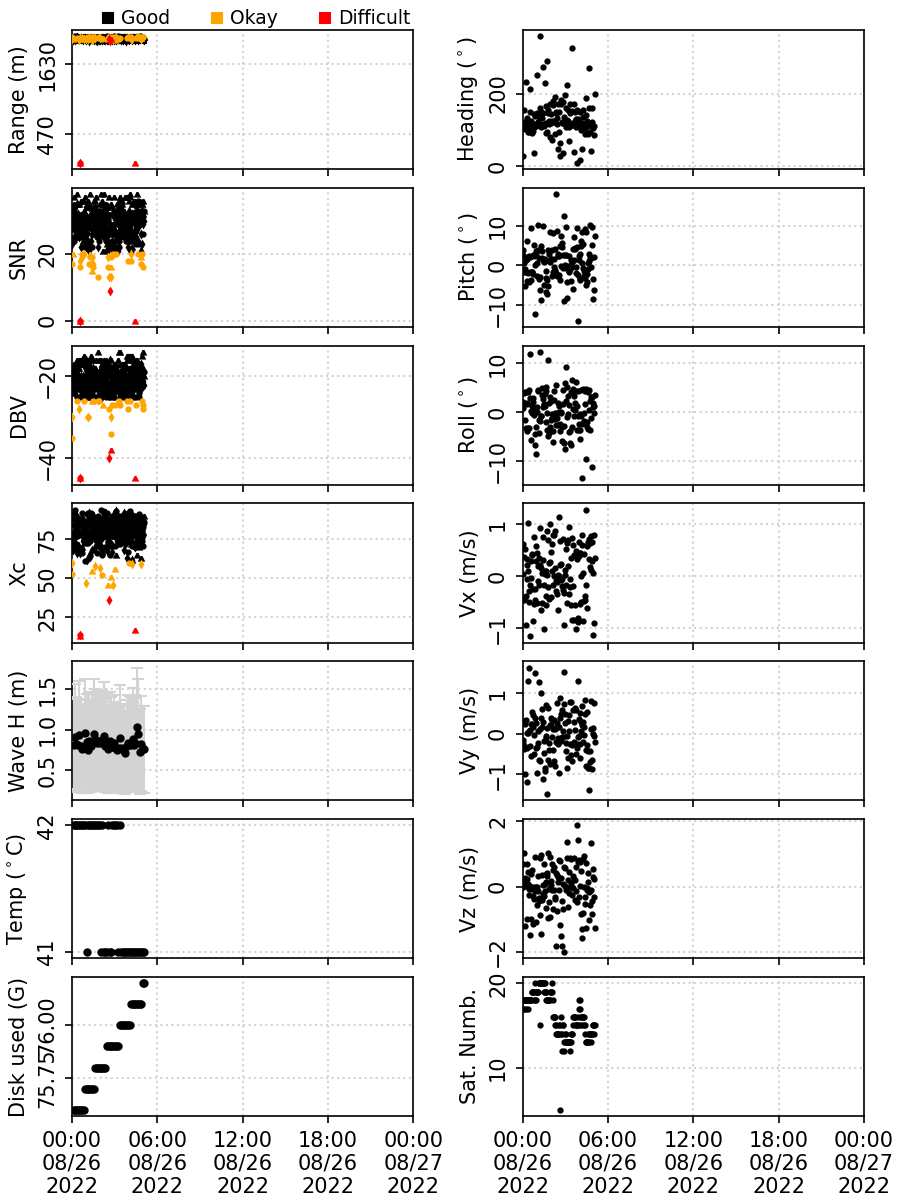 Good Okay Difficult
Range (m)
1630
470
Heading (°)
200
0
SNR
20
0
Pitch (°)
10
0
−10
DBV
−20
−40
Roll (°)
10
0
−10
Xc
75
50
25
Vx (m/s)
1
0
−1
Wave H (m)
1.5
1.0
0.5
Vy (m/s)
1
0
−1
Temp (°C)
42
41
Vz (m/s)
2
0
−2
Disk used (G)
76.00
75.75
Sat. Numb.
20
10
00:00 06:00 12:00 18:00 00:00
08/26 08/26 08/26 08/26 08/27
2022 2022 2022 2022 2022
00:00 06:00 12:00 18:00 00:00
08/26 08/26 08/26 08/26 08/27
2022 2022 2022 2022 2022